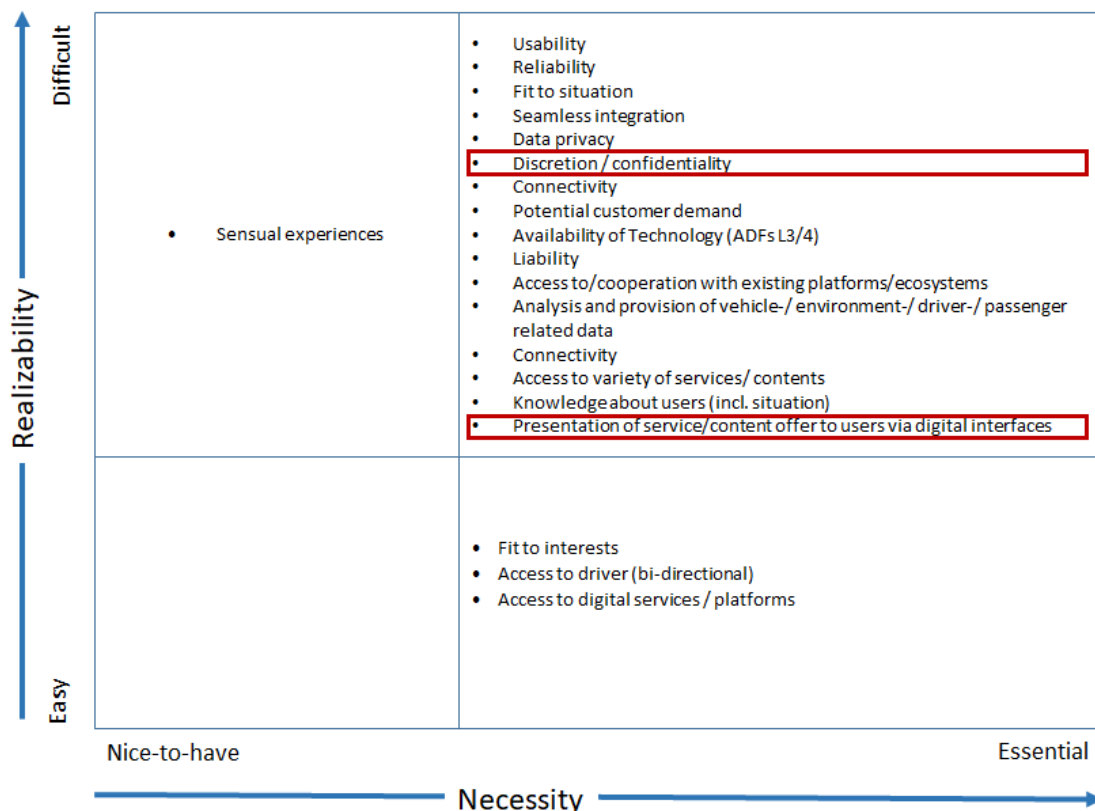 Difficult
Realizability
Easy
• Sensual experiences
• Usability
• Reliability
• Fit to situation
• Seamless integration
• Data privacy
• Discretion / confidentiality
• Connectivity
• Potential customer demand
• Availability of Technology (ADFs L3/4)
• Liability
• Access to/cooperation with existing platforms/ecosystems
• Analysis and provision of vehicle-/ environment-/ driver-/ passenger
related data
• Connectivity
• Access to variety of services/ contents
• Knowledge about users (incl. situation)
• Presentation of service/content offer to users via digital interfaces
• Fit to interests
• Access to driver (bi-directional)
• Access to digital services / platforms
Nice-to-have
Essential
Necessity